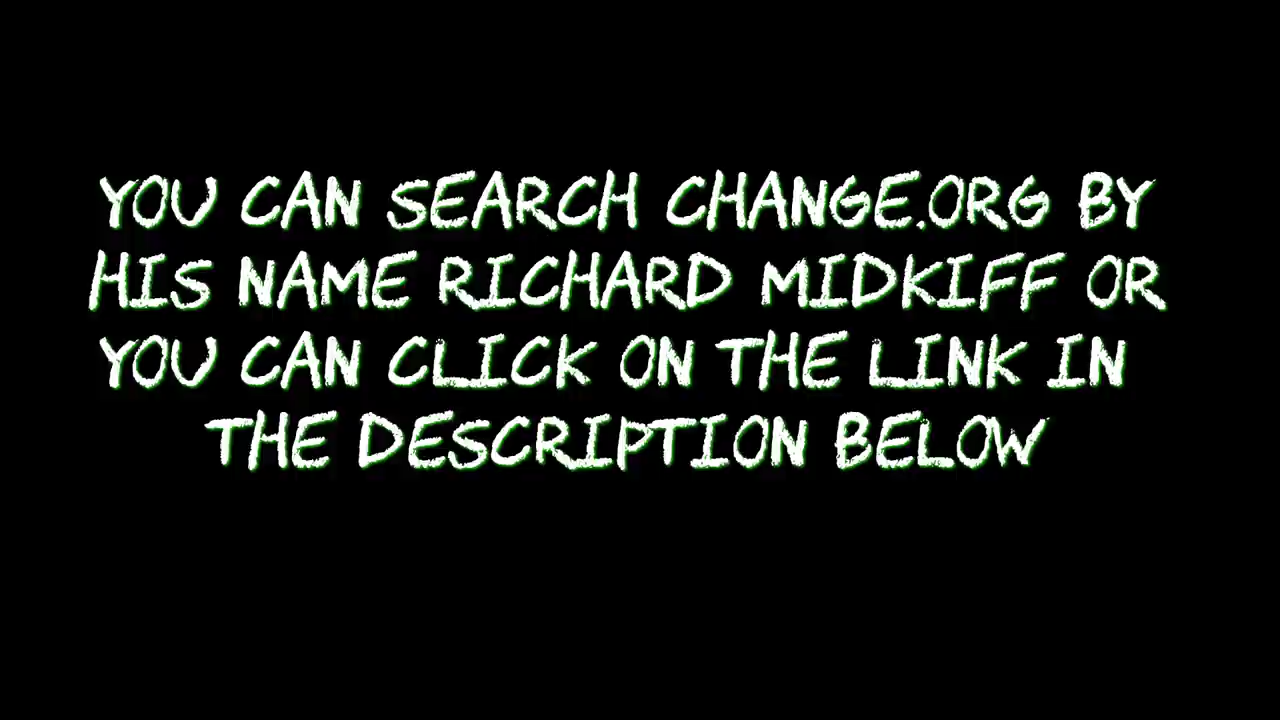 YOU CAN SEARCH CHANGE.ORG BY
HIS NAME RICHARD MIDKIFF OR
YOU CAN CLICK ON THE LINK IN
THE DESCRIPTION BELOW